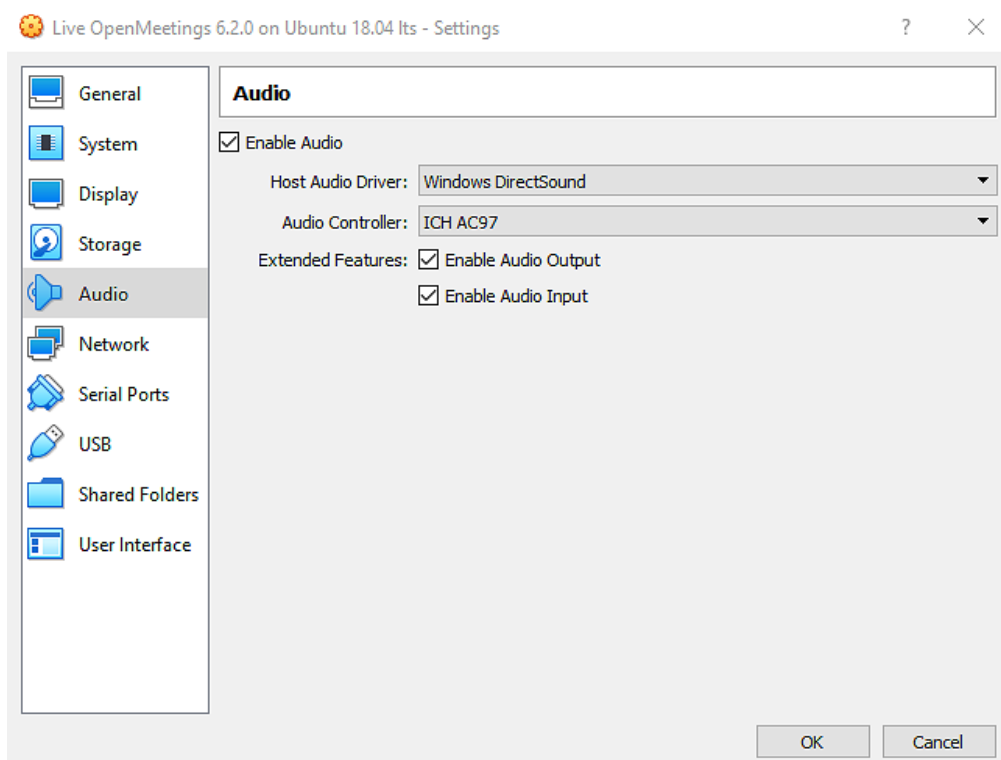 Live OpenMeetings 6.2.0 on Ubuntu 18.04 lts - Settings
?
General
System
Display
Storage
Audio
Network
Serial Ports
USB
Shared Folders
User Interface
Audio
Enable Audio
Host Audio Driver: Windows DirectSound
Audio Controller: ICH AC97
Extended Features: Enable Audio Output
Enable Audio Input
OK Cancel